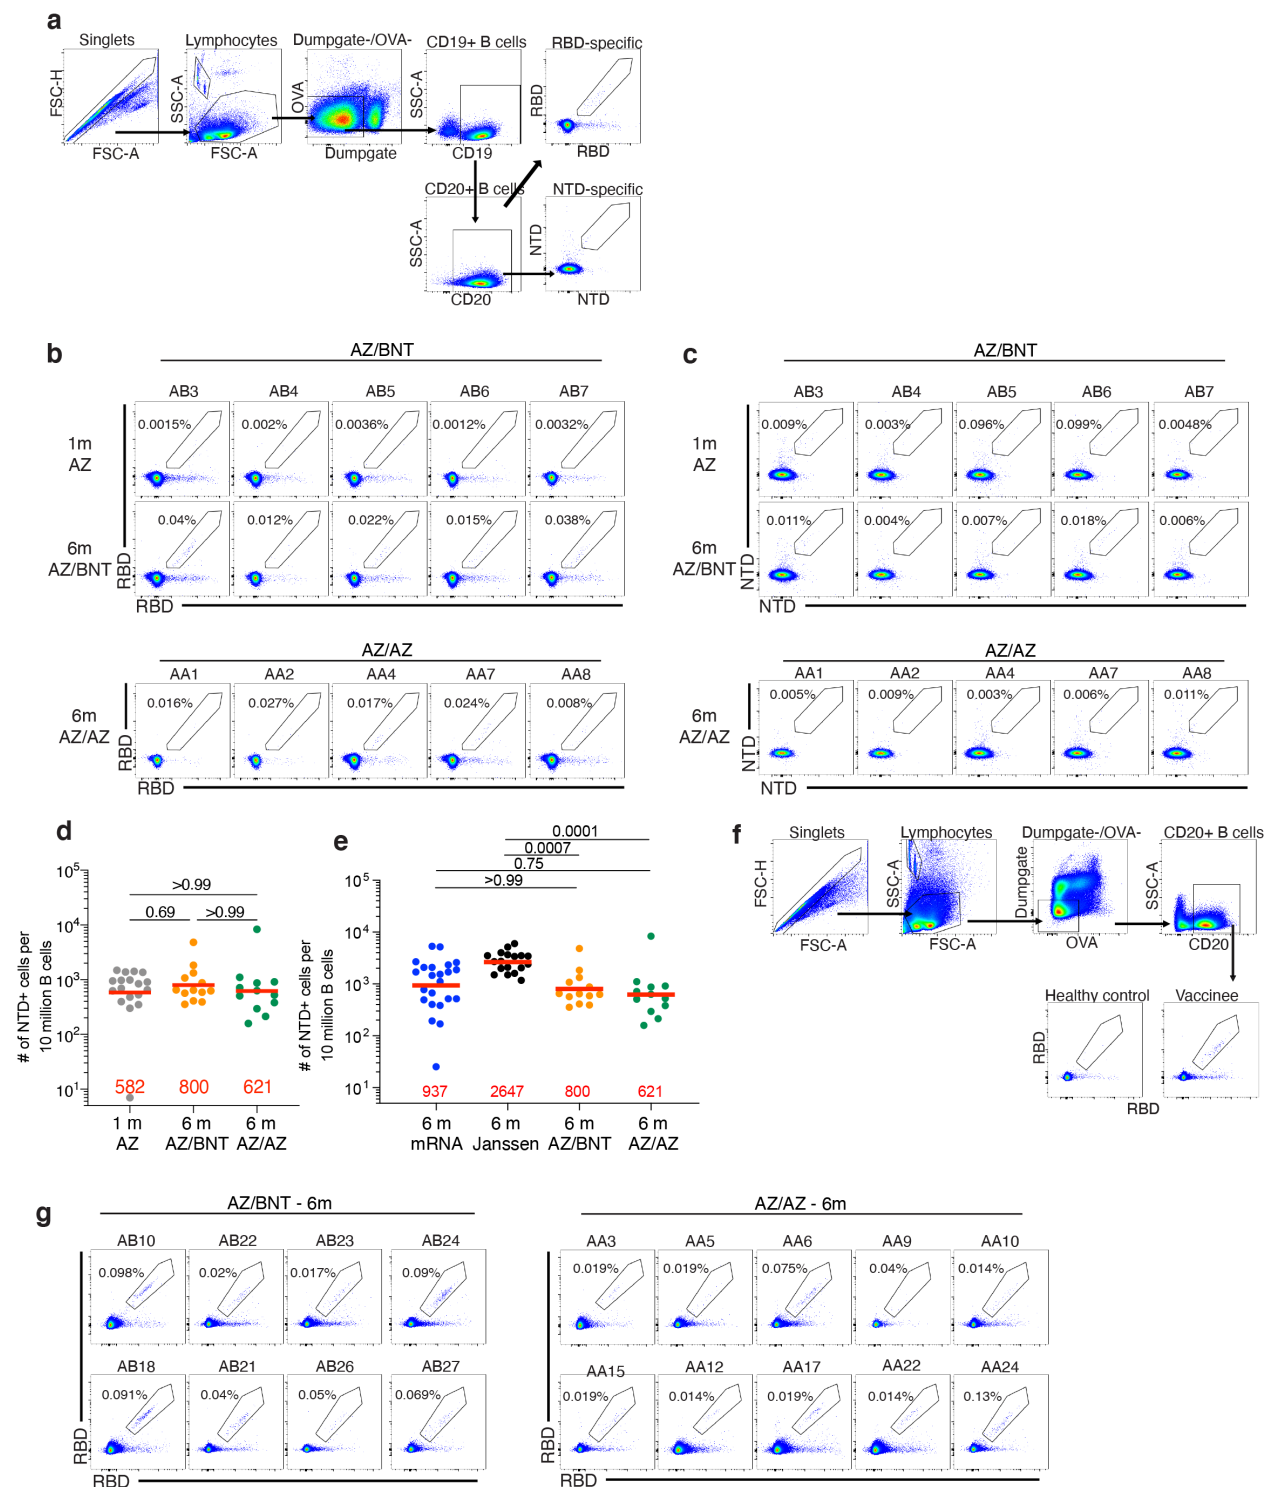 a
Singlets
Lymphocytes
Dumpgate-/OVA-
CD19+ B cells
RBD-specific
FSC-H
SSC-A
OVA
SSC-A
RBD
FSC-A
FSC-A
Dumpgate
CD19
RBD
CD20+ B cells
NTD-specific
SSC-A
NTD
CD20
NTD
b
AZ/BNT
AB3 AB4 AB5 AB6 AB7
1m
AZ
0.0015% 0.002% 0.0036% 0.0012% 0.0032%
6m
AZ/BNT
0.04% 0.012% 0.022% 0.015% 0.038%
RBD
RBD
AZ/AZ
AA1 AA2 AA4 AA7 AA8
6m
AZ/AZ
0.016% 0.027% 0.017% 0.024% 0.008%
RBD
RBD
c
AZ/BNT
AB3 AB4 AB5 AB6 AB7
1m
AZ
0.009% 0.003% 0.096% 0.099% 0.0048%
6m
AZ/BNT
0.011% 0.004% 0.007% 0.018% 0.006%
NTD
NTD
AZ/AZ
AA1 AA2 AA4 AA7 AA8
6m
AZ/AZ
0.005% 0.009% 0.003% 0.006% 0.011%
NTD
NTD
d
# of NTD+ cells per
10 million B cells
10⁵
10⁴
10³
10²
10¹
>0.99
0.69 >0.99
582 800 621
1 m
AZ
6 m
AZ/BNT
6 m
AZ/AZ
e
# of NTD+ cells per
10 million B cells
10⁵
10⁴
10³
10²
10¹
0.0001
0.0007
0.75
>0.99
937 2647 800 621
6 m
mRNA
6 m
Janssen
6 m
AZ/BNT
6 m
AZ/AZ
f
Singlets
Lymphocytes
Dumpgate-/OVA-
CD20+ B cells
FSC-H
SSC-A
Dumpgate
SSC-A
FSC-A
FSC-A
OVA
CD20
Healthy control
Vaccinee
RBD
RBD
g
AZ/BNT - 6m
AB10 AB22 AB23 AB24
0.098% 0.02% 0.017% 0.09%
AB18 AB21 AB26 AB27
0.091% 0.04% 0.05% 0.069%
RBD
RBD
AZ/AZ - 6m
AA3 AA5 AA6 AA9 AA10
0.019% 0.019% 0.075% 0.04% 0.014%
AA15 AA12 AA17 AA22 AA24
0.019% 0.014% 0.019% 0.014% 0.13%
RBD
RBD